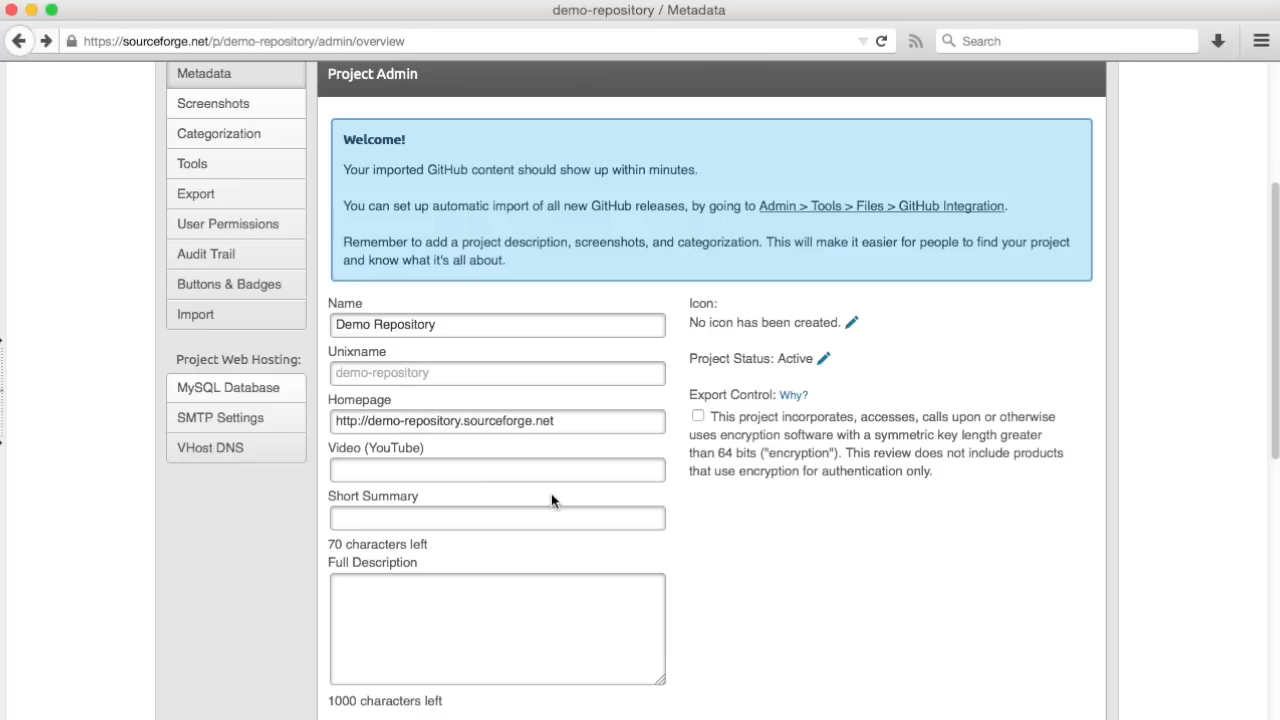 demo-repository / Metadata
https://sourceforge.net/p/demo-repository/admin/overview
Search
Metadata
Screenshots
Categorization
Tools
Export
User Permissions
Audit Trail
Buttons & Badges
Import
Project Web Hosting:
MySQL Database
SMTP Settings
VHost DNS
Project Admin
Welcome!
Your imported GitHub content should show up within minutes.
You can set up automatic import of all new GitHub releases, by going to Admin > Tools > Files > GitHub Integration.
Remember to add a project description, screenshots, and categorization. This will make it easier for people to find your project
and know what it's all about.
Name
Demo Repository
Unixname
demo-repository
Homepage
http://demo-repository.sourceforge.net
Video (YouTube)
Short Summary
70 characters left
Full Description
1000 characters left
Icon:
No icon has been created.
Project Status: Active
Export Control: Why?
This project incorporates, accesses, calls upon or otherwise
uses encryption software with a symmetric key length greater
than 64 bits ("encryption"). This review does not include products
that use encryption for authentication only.